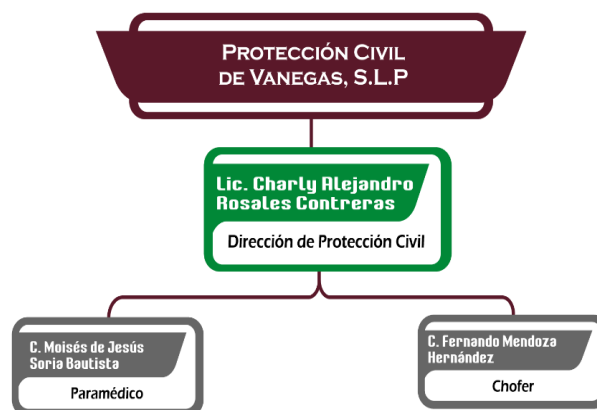 PROTECCIÓN CIVIL
DE VANEGAS, S.L.P
Lic. Charly Alejandro
Rosales Contreras
Dirección de Protección Civil
C. Moisés de Jesús
Soria Bautista
Paramédico
C. Fernando Mendoza
Hernández
Chofer